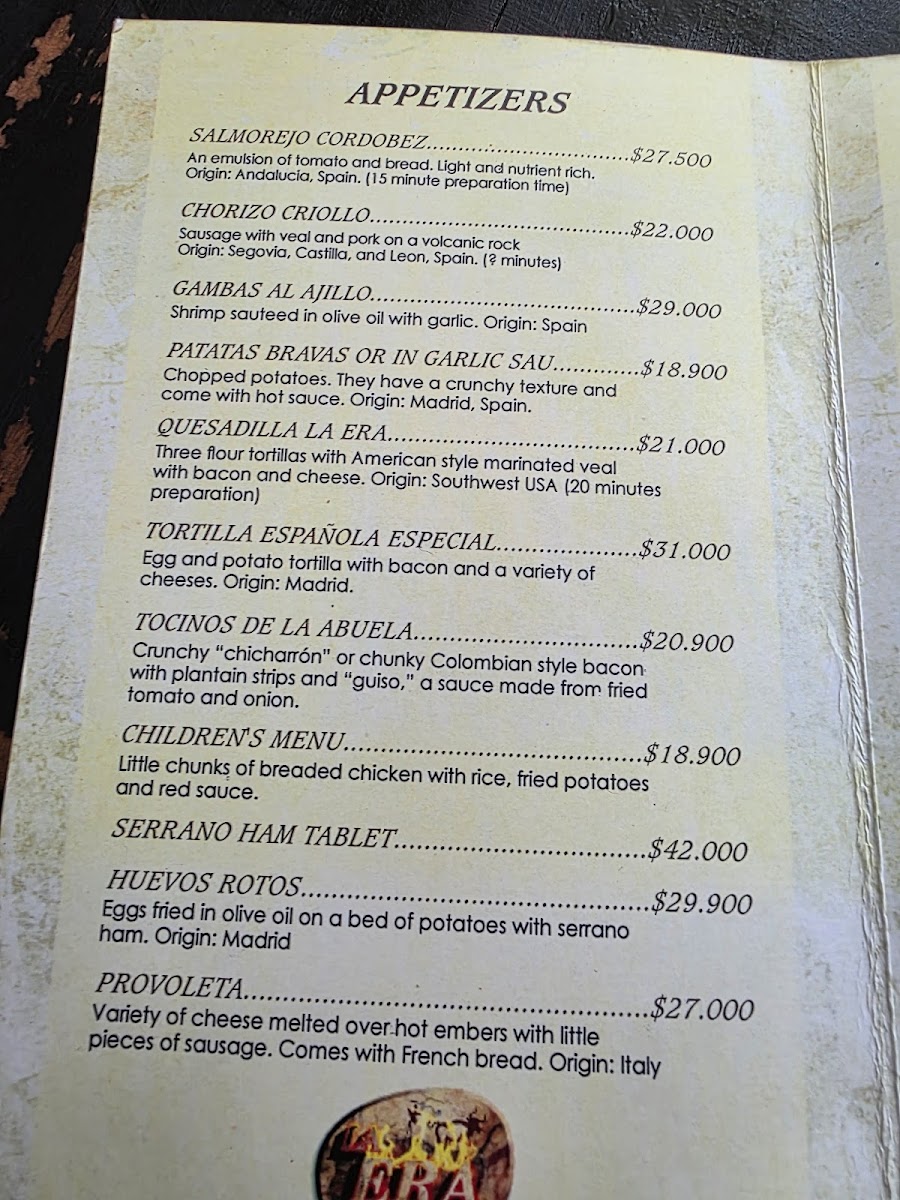 APPETIZERS
SALMOREJO CORDOBEZ....................................$27.500
An emulsion of tomato and bread. Light and nutrient rich.
Origin: Andalucia, Spain. (15 minute preparation time)
CHORIZO CRIOLLO.............................................$22.000
Sausage with veal and pork on a volcanic rock
Origin: Segovia, Castilla, and Leon, Spain. (? minutes)
GAMBAS AL AJILLO.............................................$29.000
Shrimp sauteed in olive oil with garlic. Origin: Spain
PATATAS BRAVAS OR IN GARLIC SAU.............$18.900
Chopped potatoes. They have a crunchy texture and
come with hot sauce. Origin: Madrid, Spain.
QUESADILLA LA ERA..........................................$21.000
Three flour tortillas with American style marinated veal
with bacon and cheese. Origin: Southwest USA (20 minutes
preparation)
TORTILLA ESPAÑOLA ESPECIAL.....................$31.000
Egg and potato tortilla with bacon and a variety of
cheeses. Origin: Madrid.
TOCINOS DE LA ABUELA.................................$20.900
Crunchy "chicharrón" or chunky Colombian style bacon
with plantain strips and "guiso," a sauce made from fried
tomato and onion.
CHILDREN'S MENU...........................................$18.900
Little chunks of breaded chicken with rice, fried potatoes
and red sauce.
SERRANO HAM TABLET....................................$42.000
HUEVOS ROTOS.................................................$29.900
Eggs fried in olive oil on a bed of potatoes with serrano
ham. Origin: Madrid
PROVOLETA........................................................$27.000
Variety of cheese melted over hot embers with little
pieces of sausage. Comes with French bread. Origin: Italy
ERA